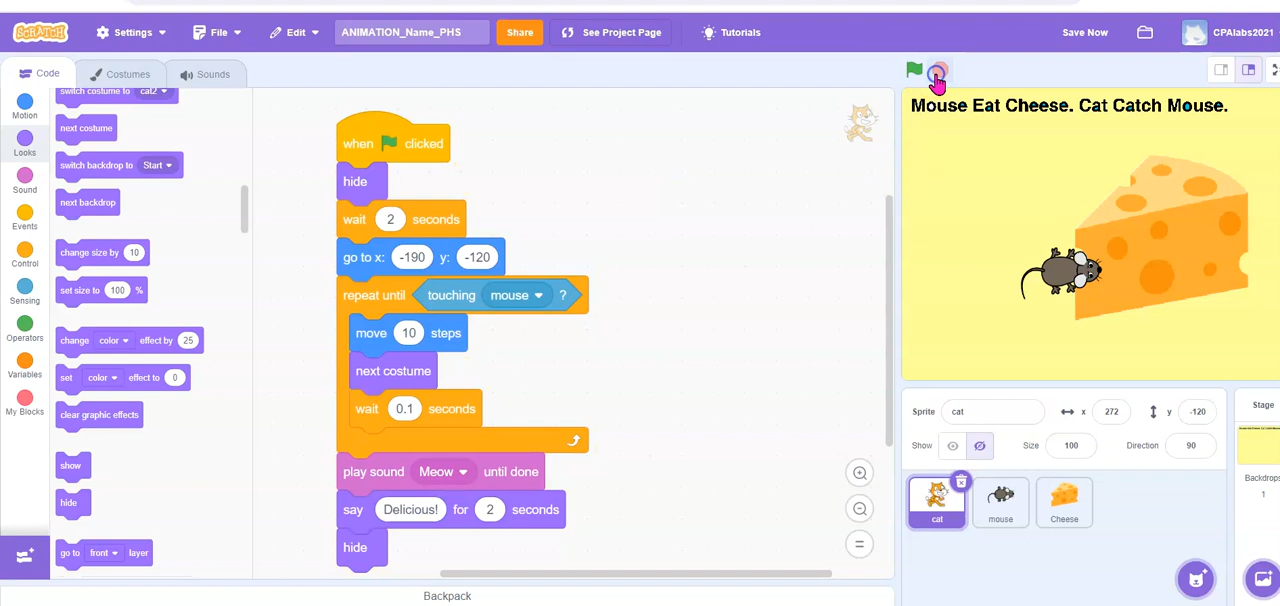 SCRATCH Settings File Edit ANIMATION_Name_PHS Share See Project Page Tutorials Save Now CPAlabs2021
Code Costumes Sounds
Motion
Looks
Sound
Events
Control
Sensing
Operators
Variables
My Blocks
switch costume to cat2
next costume
switch backdrop to Start
next backdrop
change size by 10
set size to 100 %
change color effect by 25
set color effect to 0
clear graphic effects
show
hide
go to front layer
when clicked
hide
wait 2 seconds
go to x: -190 y: -120
repeat until touching mouse ?
move 10 steps
next costume
wait 0.1 seconds
play sound Meow until done
say Delicious! for 2 seconds
hide
Mouse Eat Cheese. Cat Catch Mouse.
Sprite cat x 272 y -120
Show Size 100 Direction 90
cat mouse Cheese
Stage
Backdrops
1
Backpack